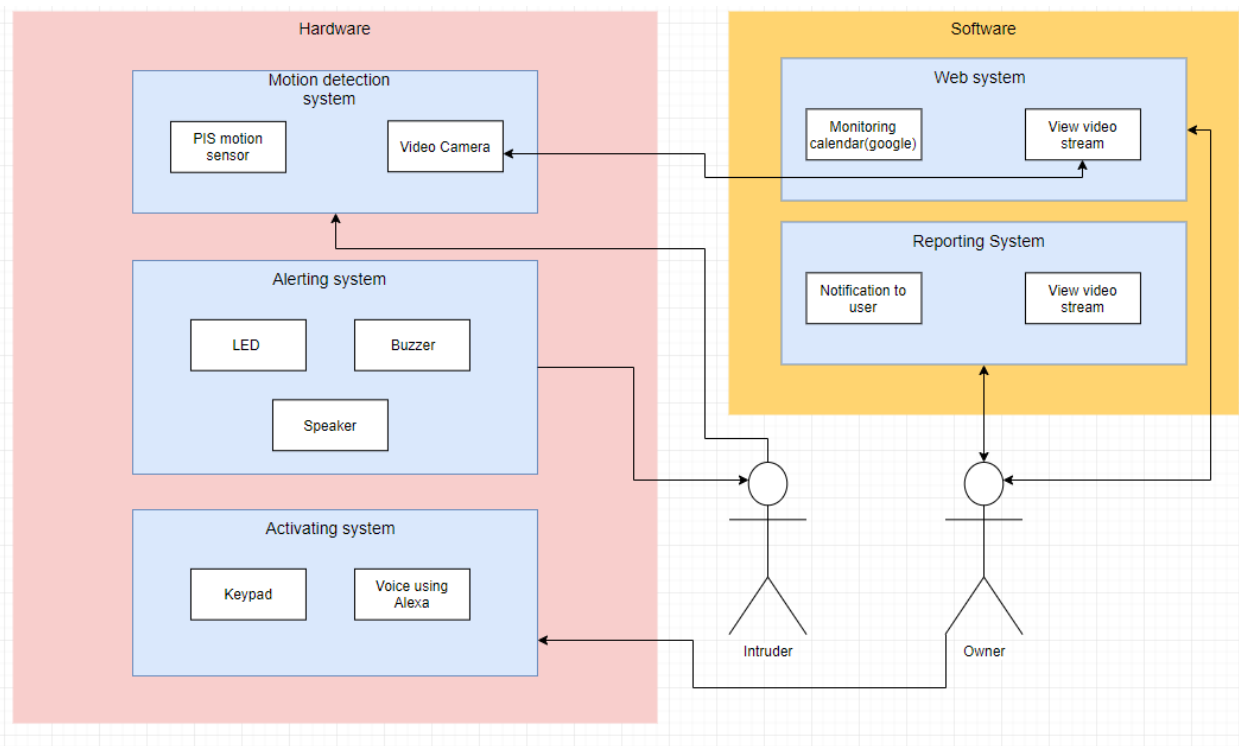 Hardware
Motion detection
system
PIS motion
sensor
Video Camera
Alerting system
LED
Buzzer
Speaker
Activating system
Keypad
Voice using
Alexa
Software
Web system
Monitoring
calendar(google)
View video
stream
Reporting System
Notification to
user
View video
stream
Intruder
Owner